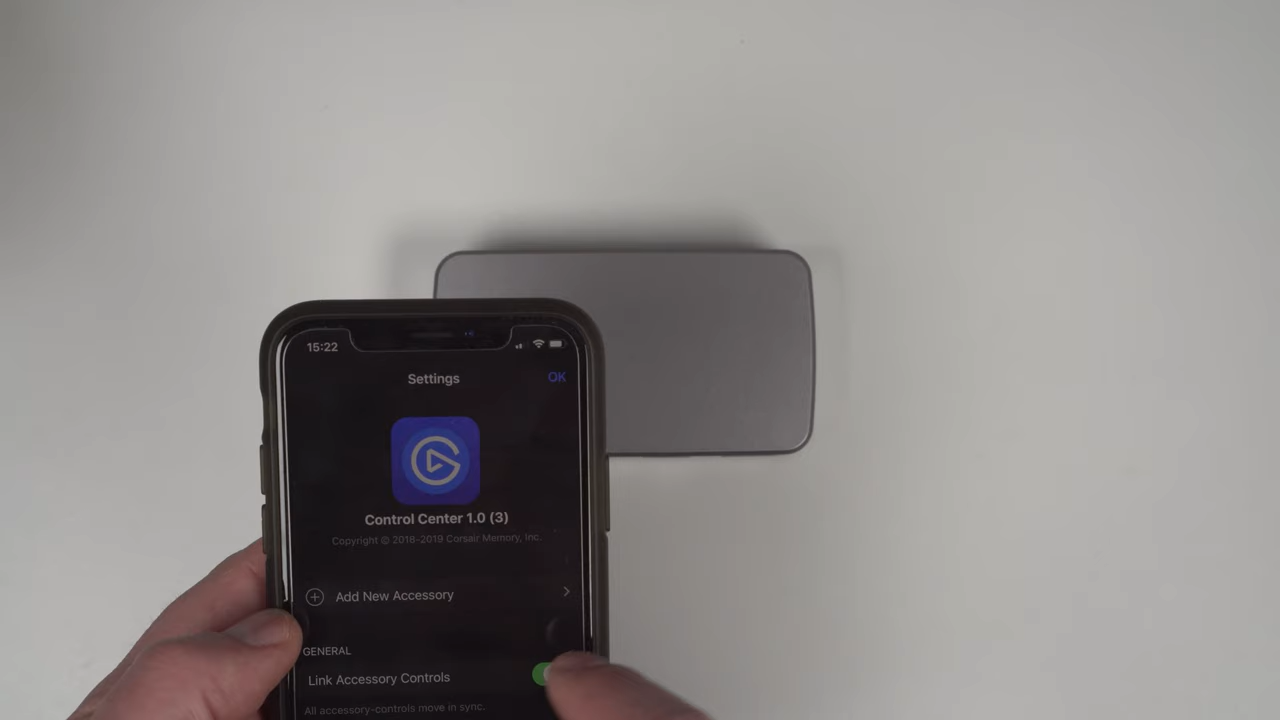 15:22
Settings
OK
Control Center 1.0 (3)
Copyright © 2018-2019 Corsair Memory, Inc.
Add New Accessory
GENERAL
Link Accessory Controls
All accessory-controls move in sync.